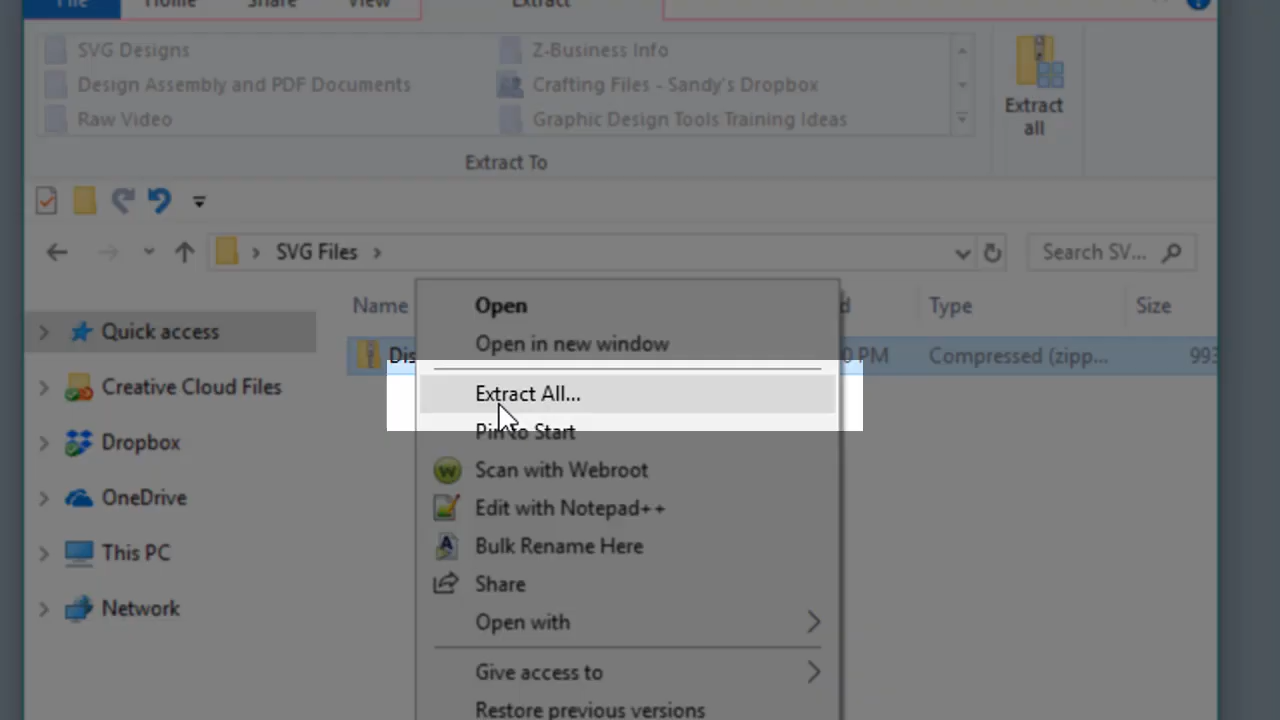 File Home Share View Extract
SVG Designs
Z-Business Info
Design Assembly and PDF Documents
Crafting Files - Sandy's Dropbox
Raw Video
Graphic Design Tools Training Ideas
Extract
all
Extract To
SVG Files
Search SV...
Name
Type
Size
Open
Quick access
Open in new window
Dis
PM
Compressed (zipp...
993
Extract All...
Creative Cloud Files
Pin to Start
Dropbox
Scan with Webroot
OneDrive
Edit with Notepad++
This PC
Bulk Rename Here
Network
Share
Open with
Give access to
Restore previous versions